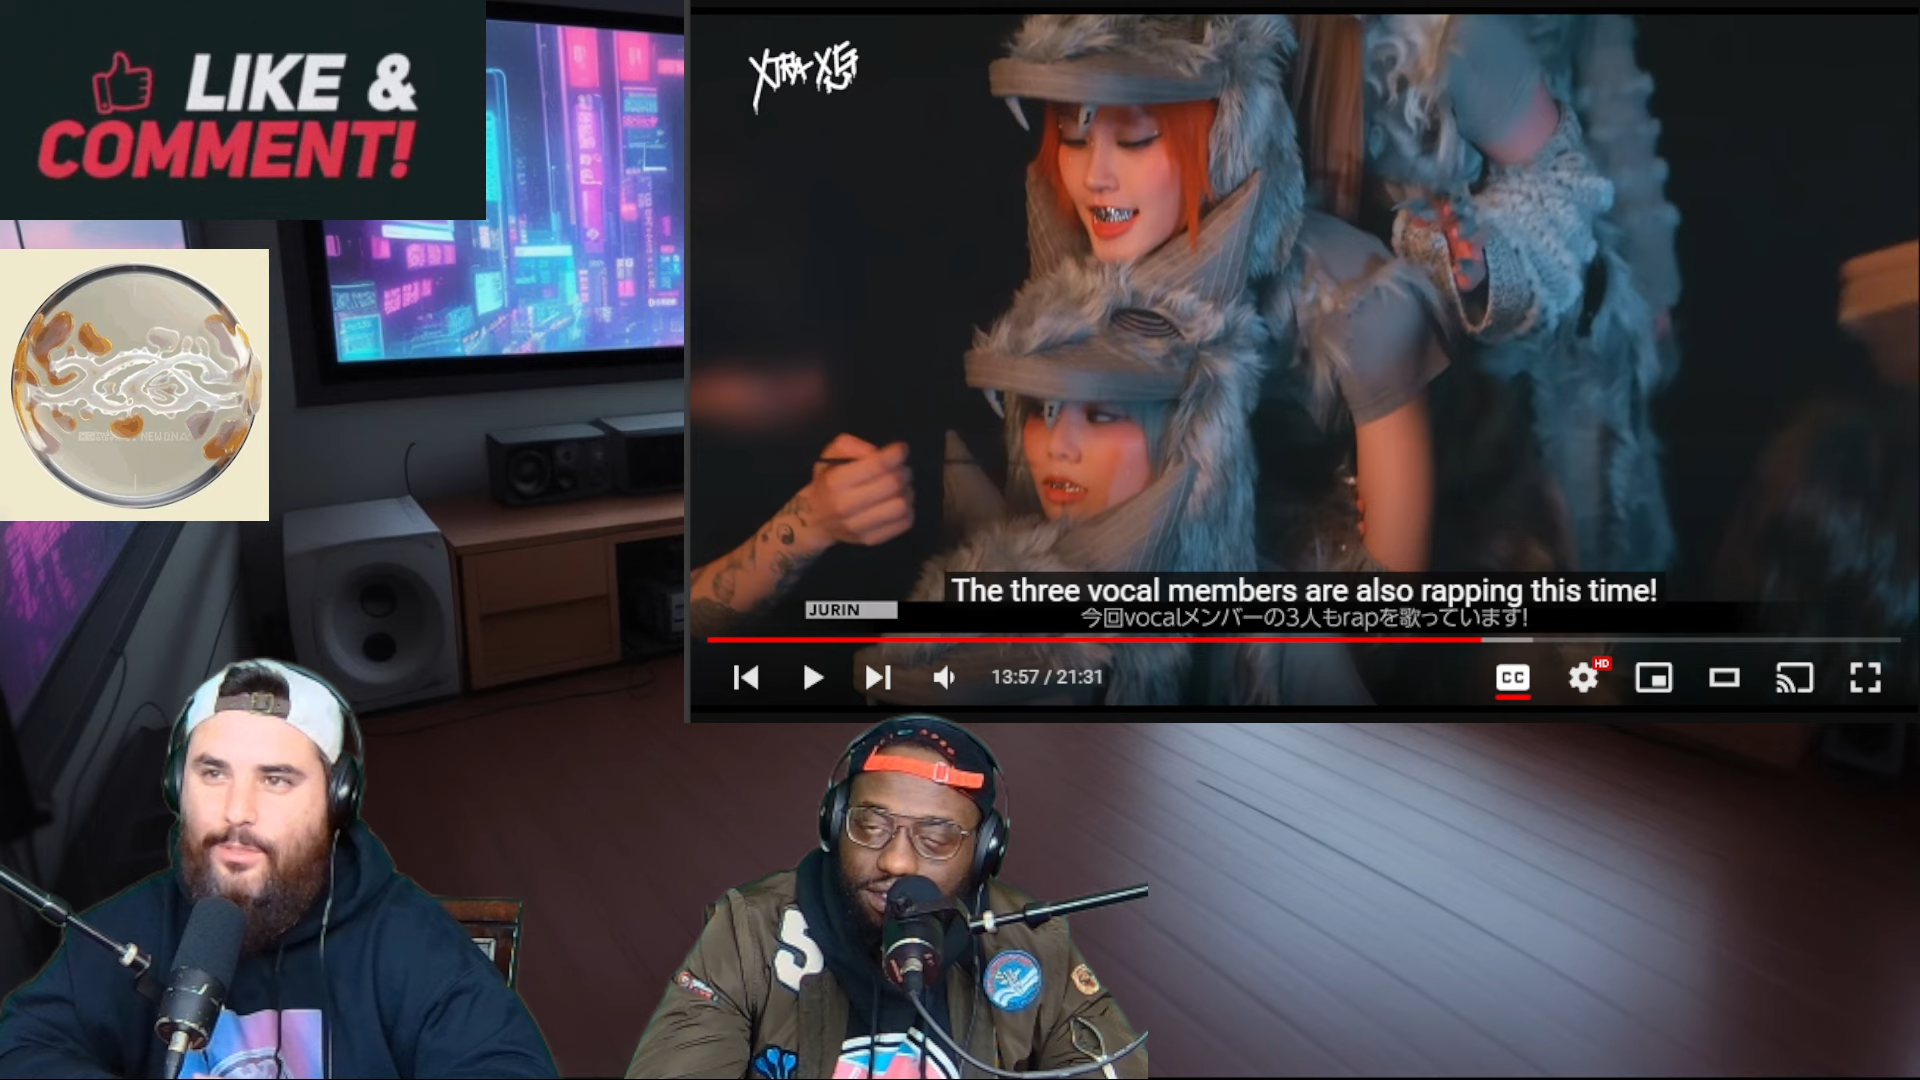 LIKE &
COMMENT!
XTRA XG
NEW DNA
The three vocal members are also rapping this time!
JURIN
今回vocalメンバーの3人もrapを歌っています!
13:57 / 21:31
CC
HD
S